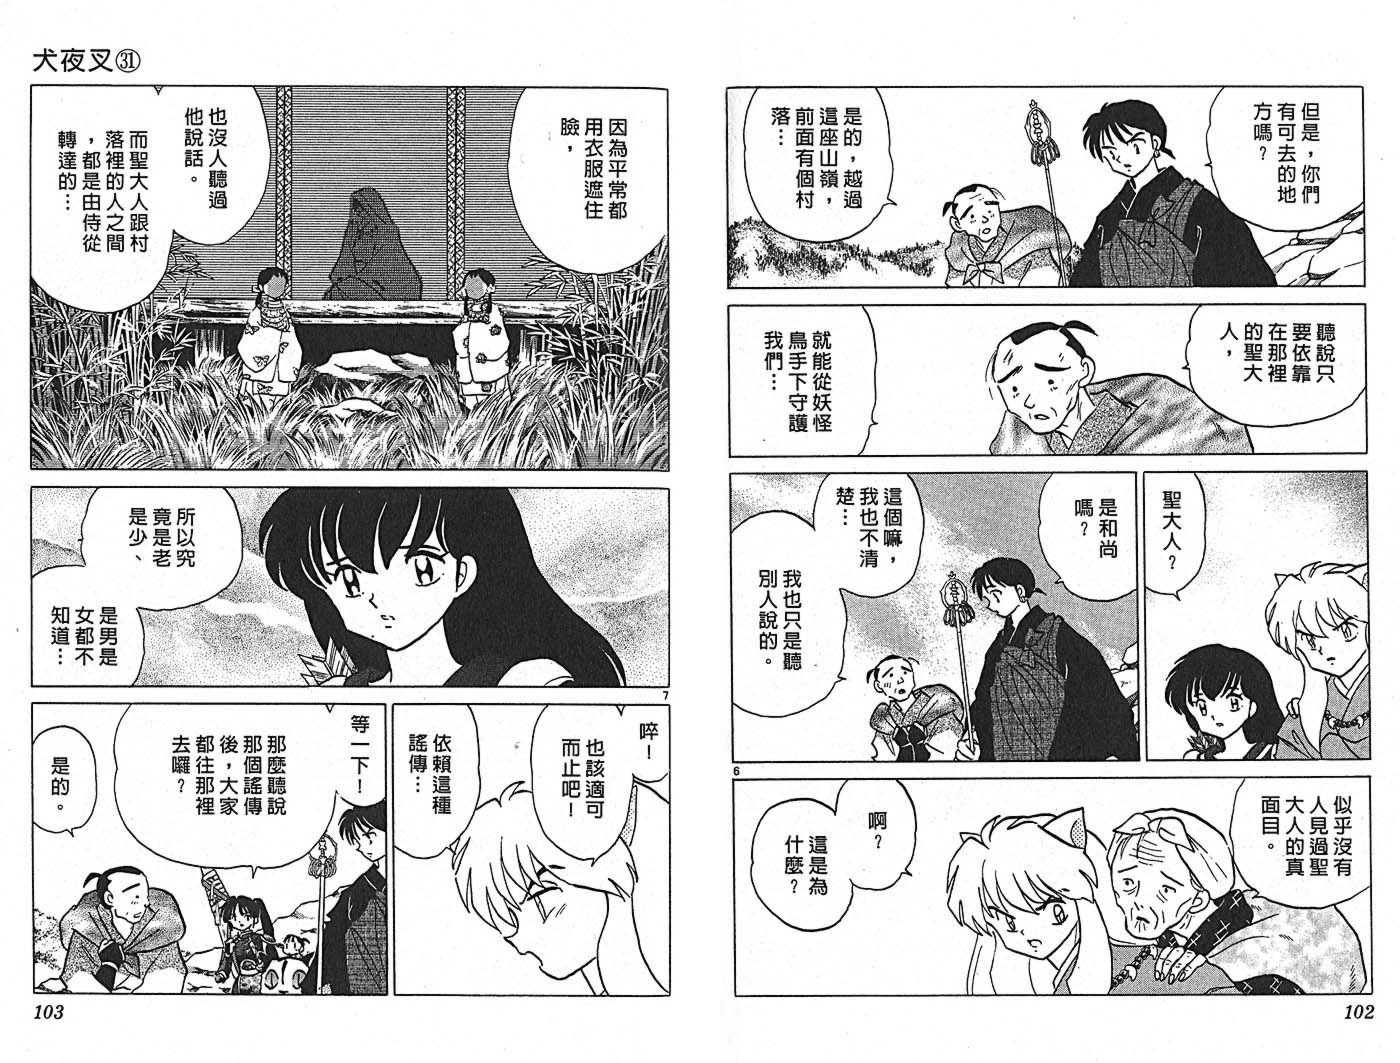 但是，你們
有可去的地
方嗎？
是的，越過
這座山嶺，
前面有個村
落…
聽說只
要依靠
在那裡
的聖大
人，
就能從妖怪
鳥手下守護
我們…
聖大人？
是和尚
嗎？
這個嘛，
我也不清
楚…
我也只是聽
別人說的。
6
似乎沒有
人見過聖
大人的真
面目。
啊？
這是為
什麼？
102
犬夜叉㉛
因為平常都
用衣服遮住
臉，
也沒人聽過
他說話。
而聖大人跟村
落裡的人之間
，都是由侍從
轉達的…
所以究
竟是老
是少、
是男是
女都不
知道…
7
啐！
也該適可
而止吧！
依賴這種
謠傳…
等一下！
那麼聽說
那個謠傳
後，大家
都往那裡
去囉？
是的。
103